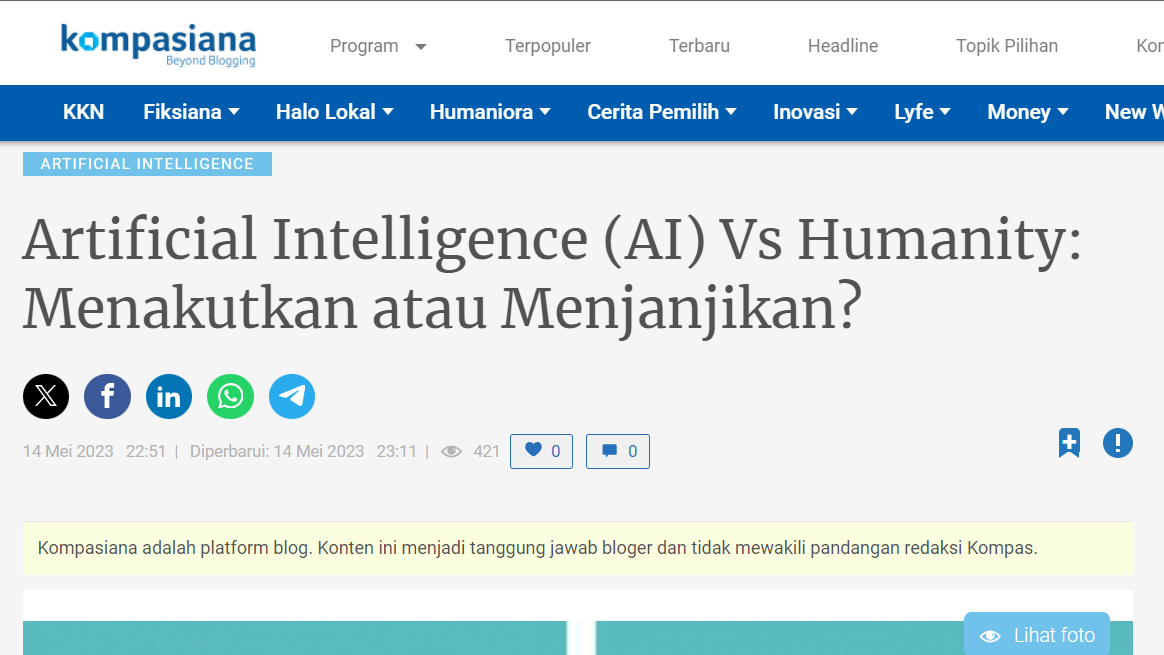 kompasiana
Beyond Blogging
Program
Terpopuler
Terbaru
Headline
Topik Pilihan
KKN
Fiksiana
Halo Lokal
Humaniora
Cerita Pemilih
Inovasi
Lyfe
Money
New
ARTIFICIAL INTELLIGENCE
Artificial Intelligence (AI) Vs Humanity:
Menakutkan atau Menjanjikan?
14 Mei 2023 22:51 | Diperbarui: 14 Mei 2023 23:11 | 421 0 0
Kompasiana adalah platform blog. Konten ini menjadi tanggung jawab bloger dan tidak mewakili pandangan redaksi Kompas.
Lihat foto